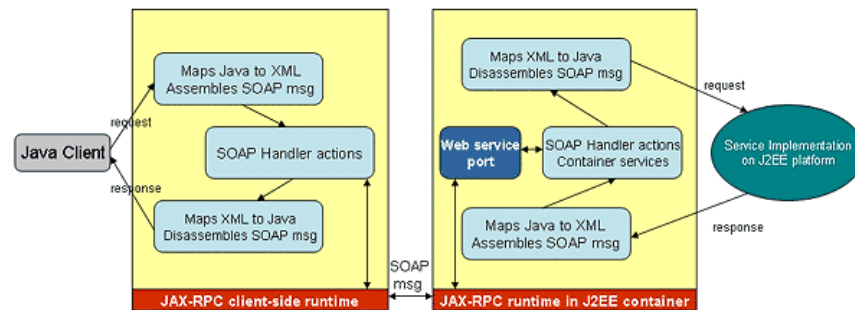 Java Client
request
response
Maps Java to XML
Assembles SOAP msg
SOAP Handler actions
Maps XML to Java
Disassembles SOAP msg
JAX-RPC client-side runtime
SOAP
msg
Maps XML to Java
Disassembles SOAP msg
Web service
port
SOAP Handler actions
Container services
Maps Java to XML
Assembles SOAP msg
JAX-RPC runtime in J2EE container
request
Service Implementation
on J2EE platform
response